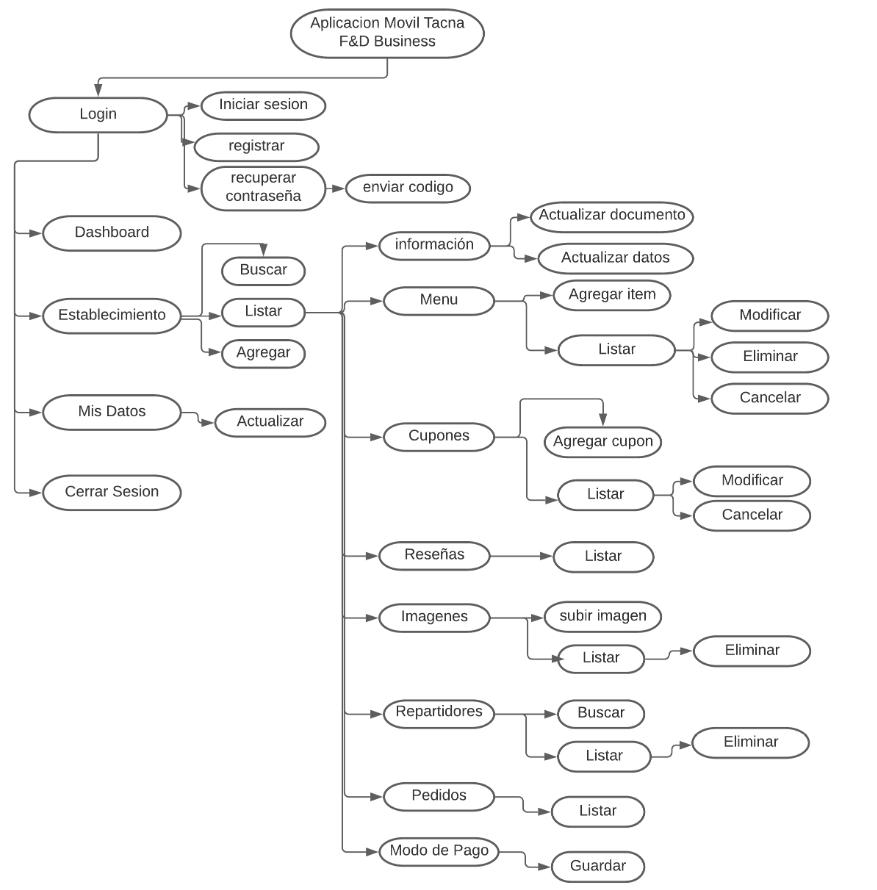 Aplicacion Movil Tacna
F&D Business
Login
Iniciar sesion
registrar
recuperar
contraseña
enviar codigo
Dashboard
Establecimiento
Buscar
Listar
Agregar
Mis Datos
Actualizar
Cerrar Sesion
información
Actualizar documento
Actualizar datos
Menu
Agregar item
Listar
Modificar
Eliminar
Cancelar
Cupones
Agregar cupon
Listar
Modificar
Cancelar
Reseñas
Listar
Imagenes
subir imagen
Listar
Eliminar
Repartidores
Buscar
Listar
Eliminar
Pedidos
Listar
Modo de Pago
Guardar